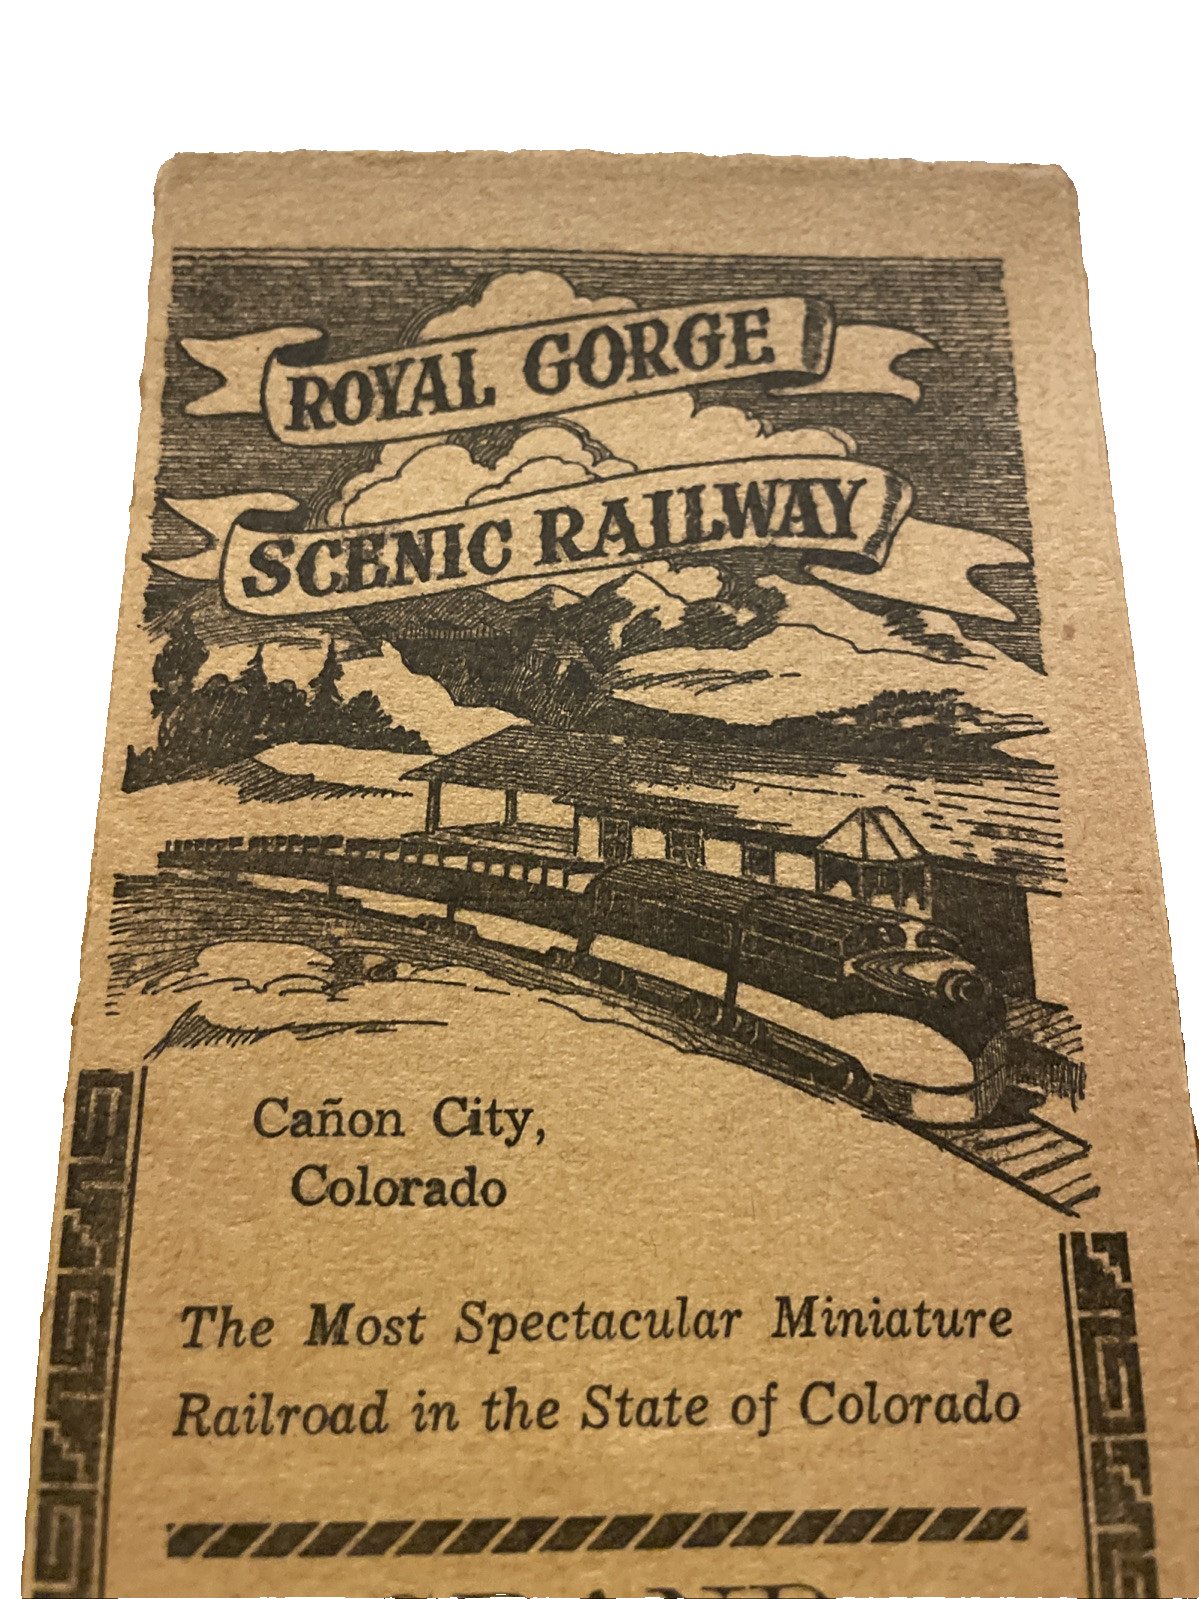 ROYAL GORGE
SCENIC RAILWAY
Cañon City,
Colorado
The Most Spectacular Miniature
Railroad in the State of Colorado